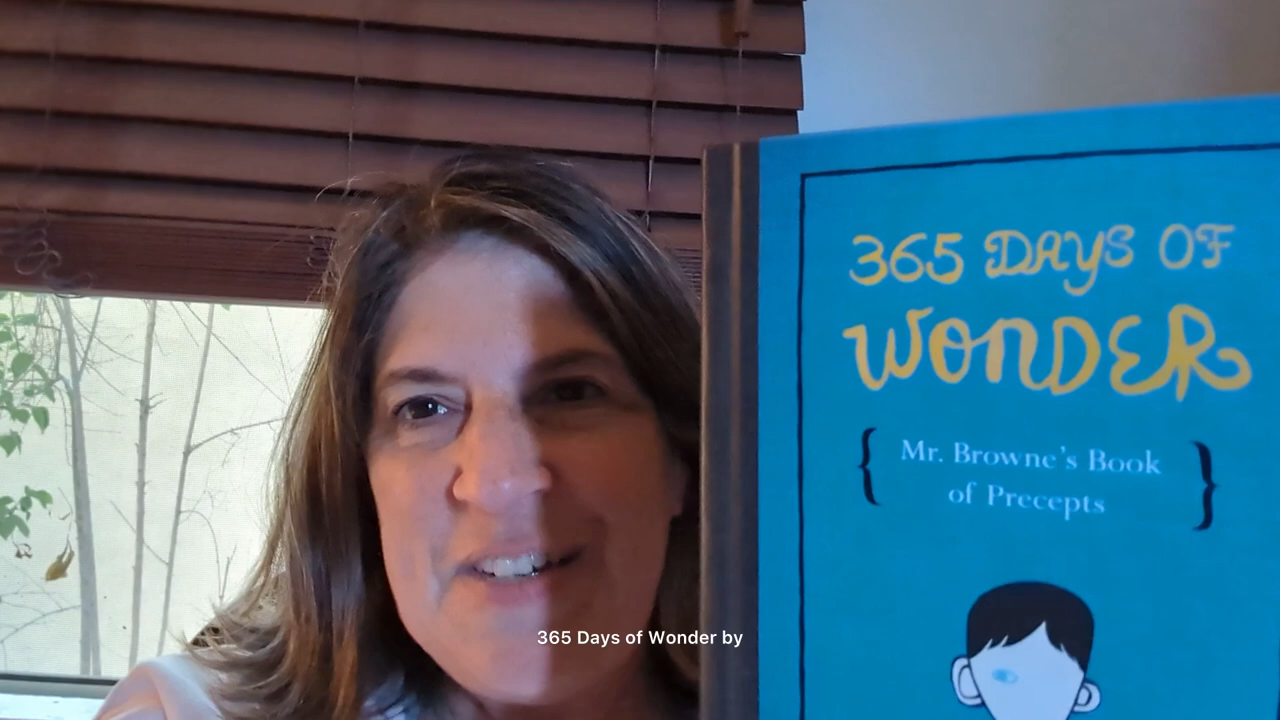 365 DAYS OF
WONDER
{ Mr. Browne's Book
of Precepts }
365 Days of Wonder by